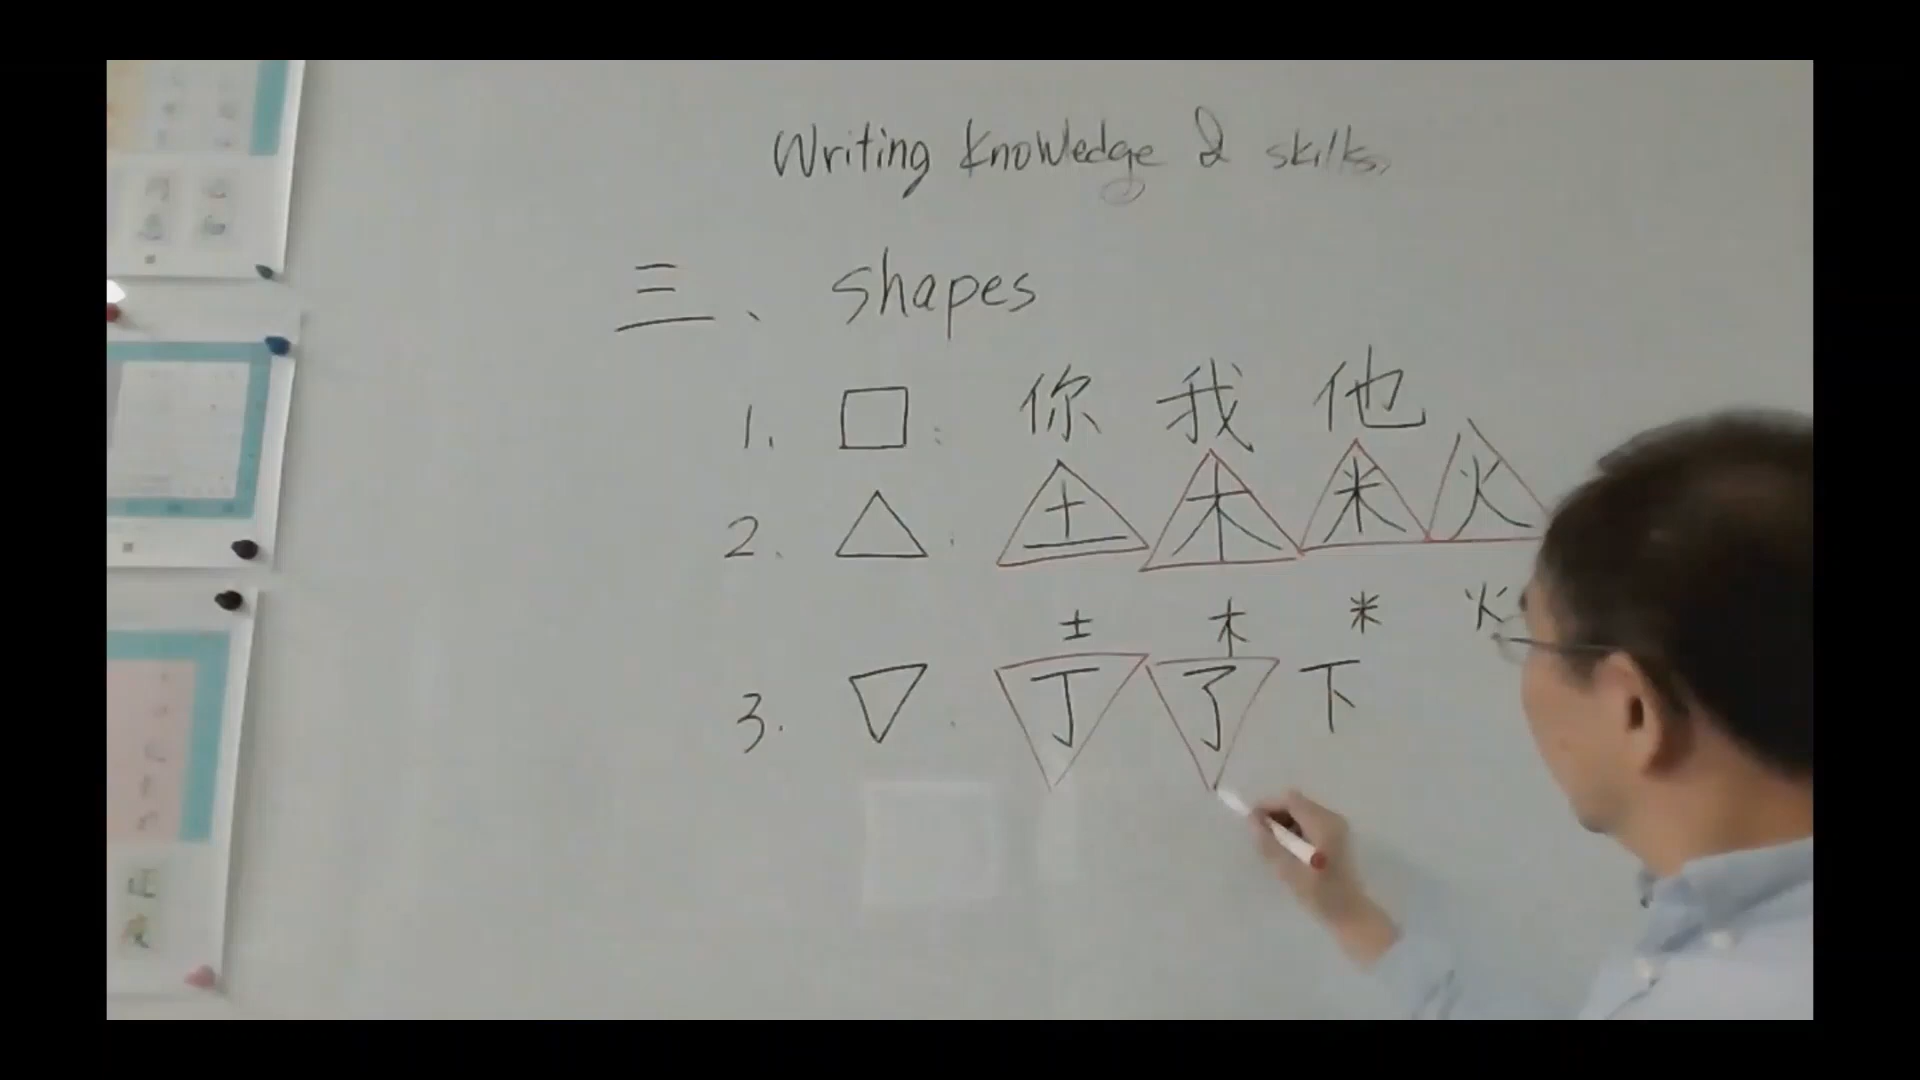 Writing Knowledge & skills,
三、 shapes
1. □: 你 我 他
2. △: 土 木 米 火
土 木 米 火
3. ▽: 丁 了 下